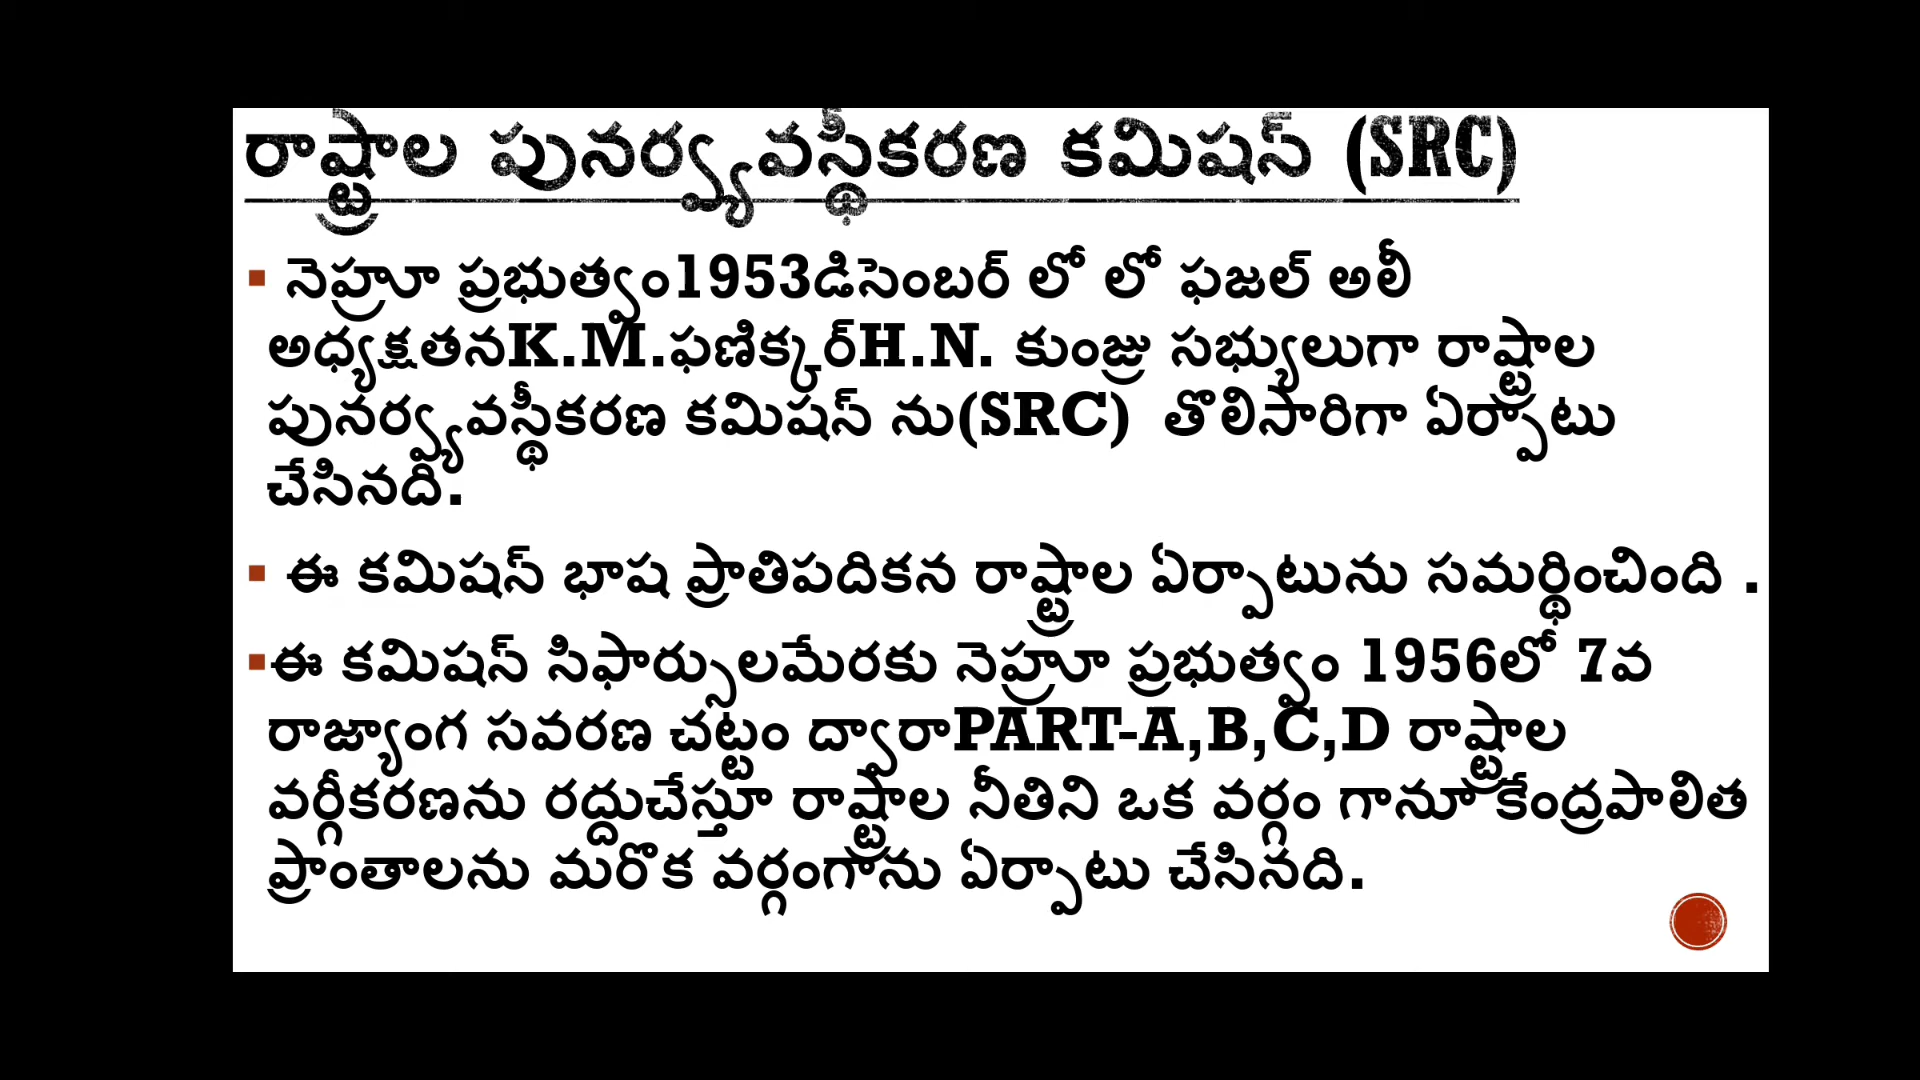 రాష్ట్రాల పునర్వ్యవస్థీకరణ కమిషన్ (SRC)
▪ నెహ్రూ ప్రభుత్వం1953డిసెంబర్ లో లో ఫజల్ అలీ
అధ్యక్షతనK.M.ఫణిక్కర్H.N. కుంజ్రు సభ్యులుగా రాష్ట్రాల
పునర్వ్యవస్థీకరణ కమిషన్ ను(SRC) తొలిసారిగా ఏర్పాటు
చేసినది.
▪ ఈ కమిషన్ భాష ప్రాతిపదికన రాష్ట్రాల ఏర్పాటును సమర్థించింది .
▪ఈ కమిషన్ సిఫార్సులమేరకు నెహ్రూ ప్రభుత్వం 1956లో 7వ
రాజ్యాంగ సవరణ చట్టం ద్వారాPART-A,B,C,D రాష్ట్రాల
వర్గీకరణను రద్దుచేస్తూ రాష్ట్రాల నీతిని ఒక వర్గం గానూ కేంద్రపాలిత
ప్రాంతాలను మరొక వర్గంగాను ఏర్పాటు చేసినది.